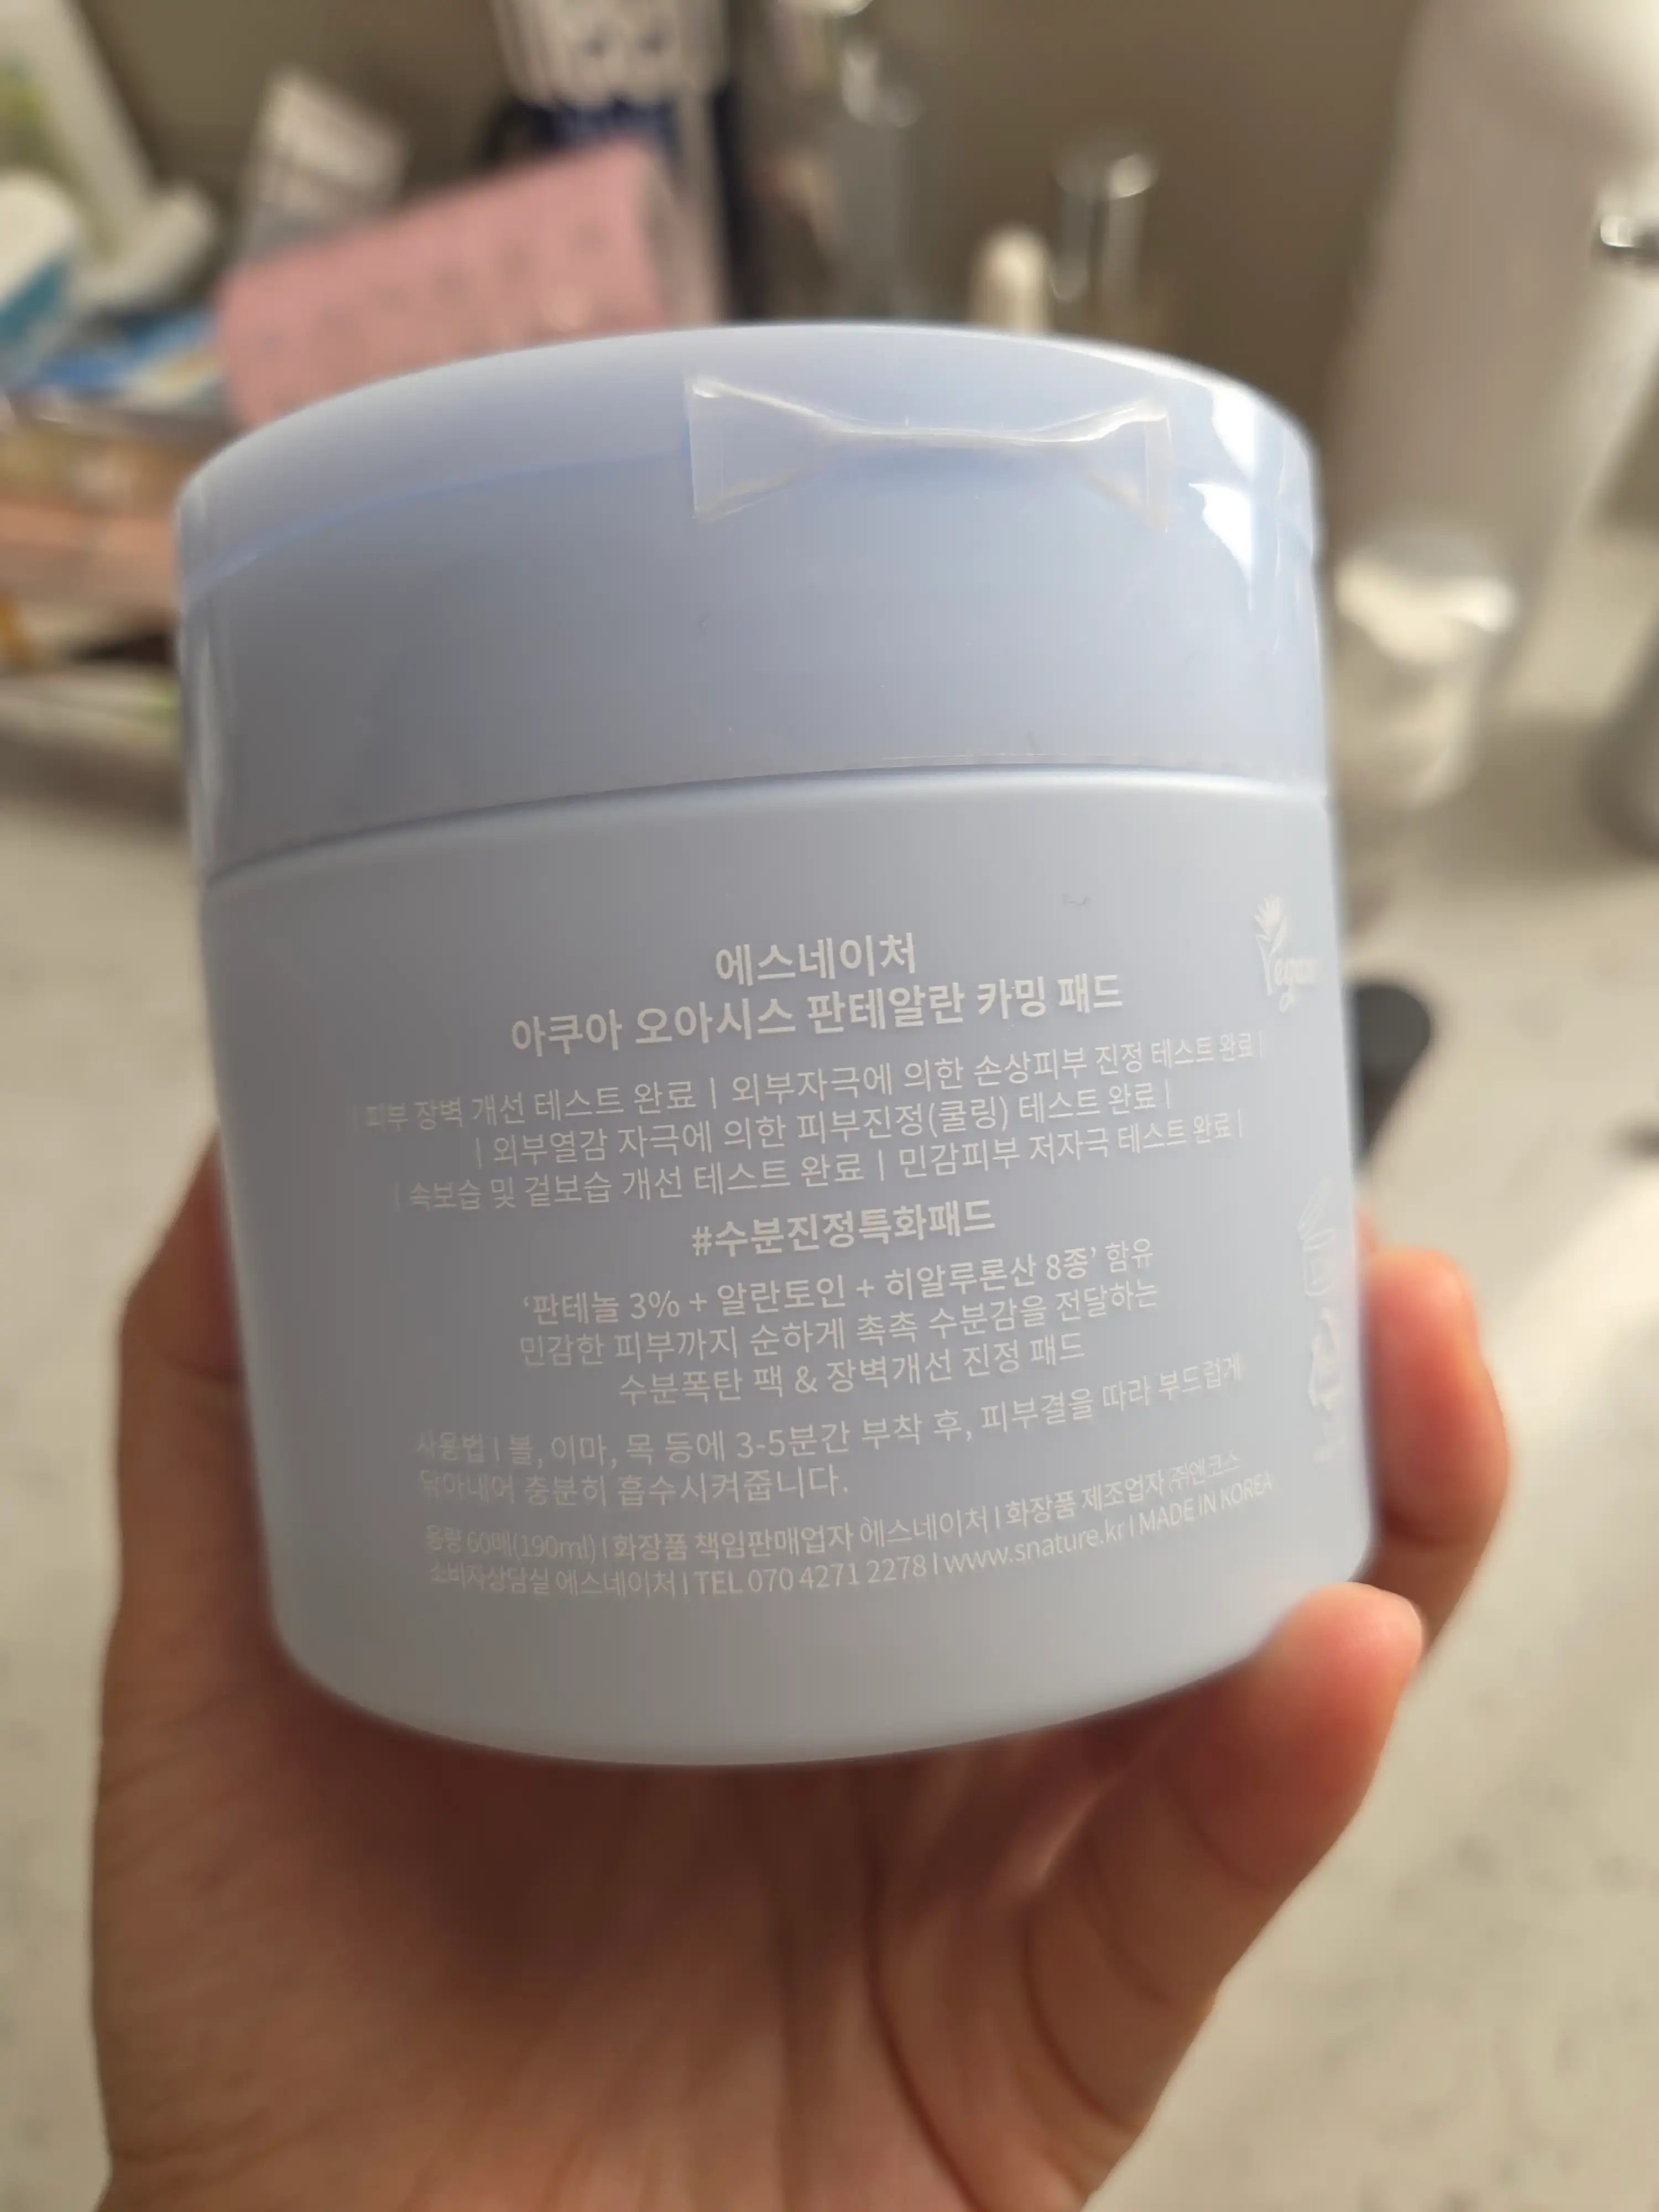 에스네이처
아쿠아 오아시스 판테알란 카밍 패드
Vegan
| 피부 장벽 개선 테스트 완료 | 외부자극에 의한 손상피부 진정 테스트 완료 |
| 외부열감 자극에 의한 피부진정(쿨링) 테스트 완료 |
| 속보습 및 겉보습 개선 테스트 완료 | 민감피부 저자극 테스트 완료 |
#수분진정특화패드
‘판테놀 3% + 알란토인 + 히알루론산 8종’ 함유
민감한 피부까지 순하게 촉촉 수분감을 전달하는
수분폭탄 팩 & 장벽개선 진정 패드
사용법 | 볼, 이마, 목 등에 3-5분간 부착 후, 피부결을 따라 부드럽게
닦아내어 충분히 흡수시켜줍니다.
용량 60매(190ml) | 화장품 책임판매업자 에스네이처 | 화장품 제조업자 ㈜엔코스
소비자상담실 에스네이처 | TEL 070 4271 2278 | www.snature.kr | MADE IN KOREA